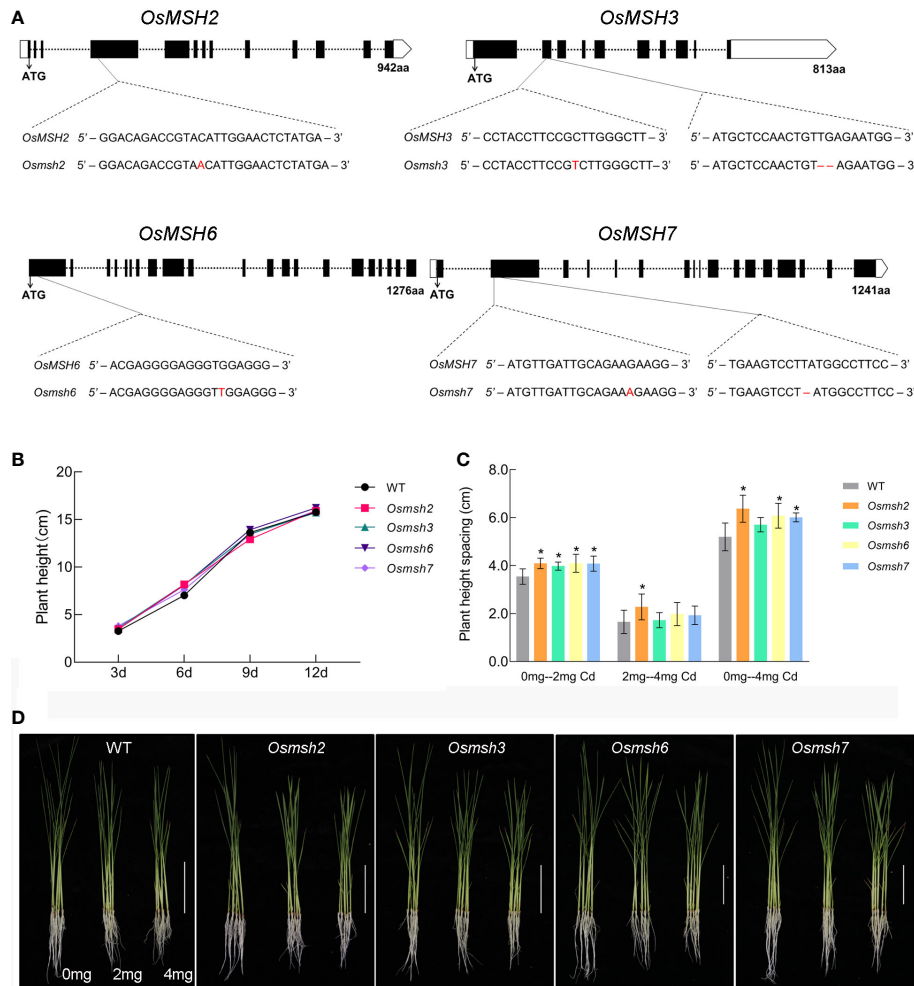 A
OsMSH2
OsMSH3
ATG
942aa
ATG
813aa
OsMSH2 5′ – GGACAGACCGTACATTGGAACTCTATGA – 3′
Osmsh2 5′ – GGACAGACCGTAACATTGGAACTCTATGA – 3′
OsMSH3 5′ – CCTACCTTCCGCTTGGGCTT – 3′ 5′ – ATGCTCCAACTGTTGAGAATGG – 3′
Osmsh3 5′ – CCTACCTTCCGTCTTGGGCTT – 3′ 5′ – ATGCTCCAACTGT – – AGAATGG – 3′
OsMSH6
OsMSH7
ATG
1276aa
ATG
1241aa
OsMSH6 5′ – ACGAGGGGAGGGTGGAGGG – 3′
Osmsh6 5′ – ACGAGGGGAGGGTTGGAGGG – 3′
OsMSH7 5′ – ATGTTGATTGCAGAAGAAGG – 3′ 5′ – TGAAGTCCTTATGGCCTTCC – 3′
Osmsh7 5′ – ATGTTGATTGCAGAAAGAAGG – 3′ 5′ – TGAAGTCCT – ATGGCCTTCC – 3′
B
Plant height (cm)
20
15
10
5
0
3d 6d 9d 12d
WT
Osmsh2
Osmsh3
Osmsh6
Osmsh7
C
Plant height spacing (cm)
8.0
6.0
4.0
2.0
0.0
* * * *
*
* * *
0mg--2mg Cd 2mg--4mg Cd 0mg--4mg Cd
WT
Osmsh2
Osmsh3
Osmsh6
Osmsh7
D
WT Osmsh2 Osmsh3 Osmsh6 Osmsh7
0mg 2mg 4mg